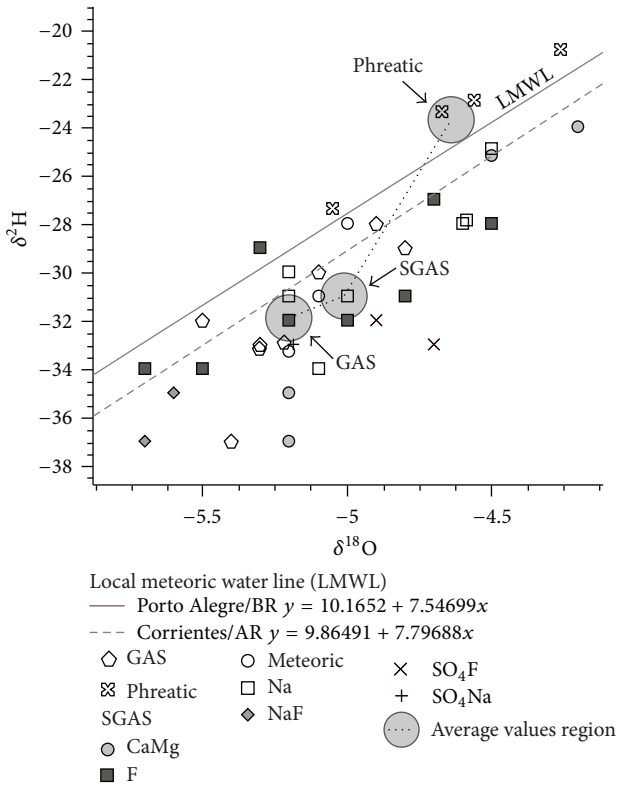 −20
−22
−24
−26
−28
−30
−32
−34
−36
−38
δ²H
Phreatic
LMWL
SGAS
GAS
−5.5
−5
−4.5
δ¹⁸O
Local meteoric water line (LMWL)
Porto Alegre/BR y = 10.1652 + 7.54699x
Corrientes/AR y = 9.86491 + 7.79688x
GAS
Phreatic
SGAS
CaMg
F
Meteoric
Na
NaF
SO₄F
SO₄Na
Average values region